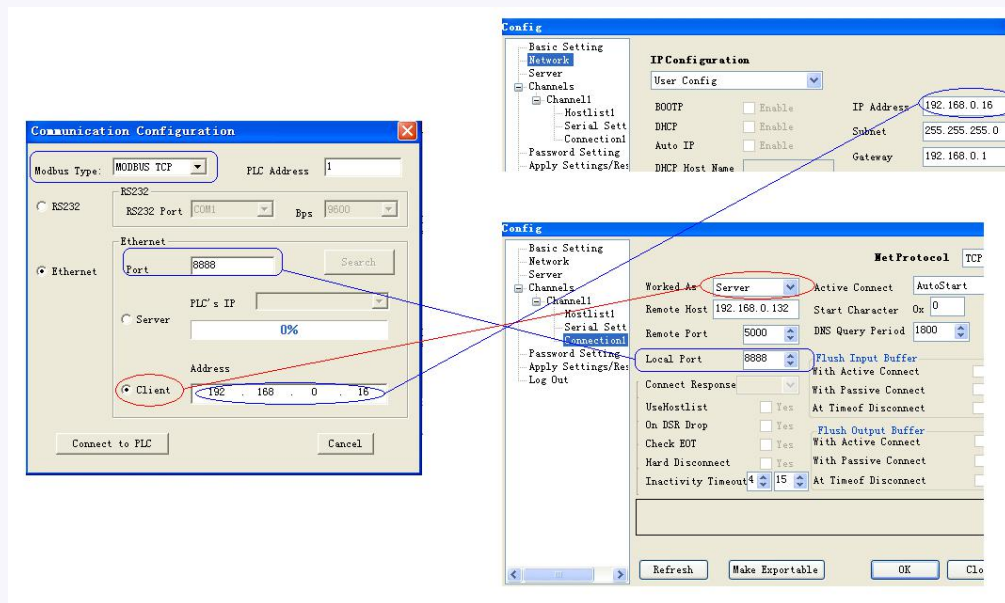 Communication Configuration
Modbus Type: MODBUS TCP PLC Address 1
RS232
RS232 RS232 Port COM1 Bps 9600
Ethernet
Ethernet Port 8888 Search
PLC's IP
Server
0%
Address
Client 192 . 168 . 0 . 16
Connect to PLC Cancel
Config
Basic Setting
Network
Server
Channels
Channel1
Hostlist1
Serial Sett
Connection1
Password Setting
Apply Settings/Res
IPConfiguration
User Config
BOOTP Enable IP Address 192.168.0.16
DHCP Enable Subnet 255.255.255.0
Auto IP Enable
Gateway 192.168.0.1
DHCP Host Name
Config
Basic Setting
Network
Server
Channels
Channel1
Hostlist1
Serial Sett
Connection1
Password Setting
Apply Settings/Res
Log Out
NetProtocol TCP
Worked As Server Active Connect AutoStart
Remote Host 192.168.0.132 Start Character 0x 0
Remote Port 5000 DNS Query Period 1800
Local Port 8888 Flush Input Buffer
With Active Connect
Connect Response With Passive Connect
UseHostlist Yes At Timeof Disconnect
On DSR Drop Yes Flush Output Buffer
Check EOT Yes With Active Connect
Hard Disconnect Yes With Passive Connect
Inactivity Timeout 4 15 At Timeof Disconnect
Refresh Make Exportable OK Clo